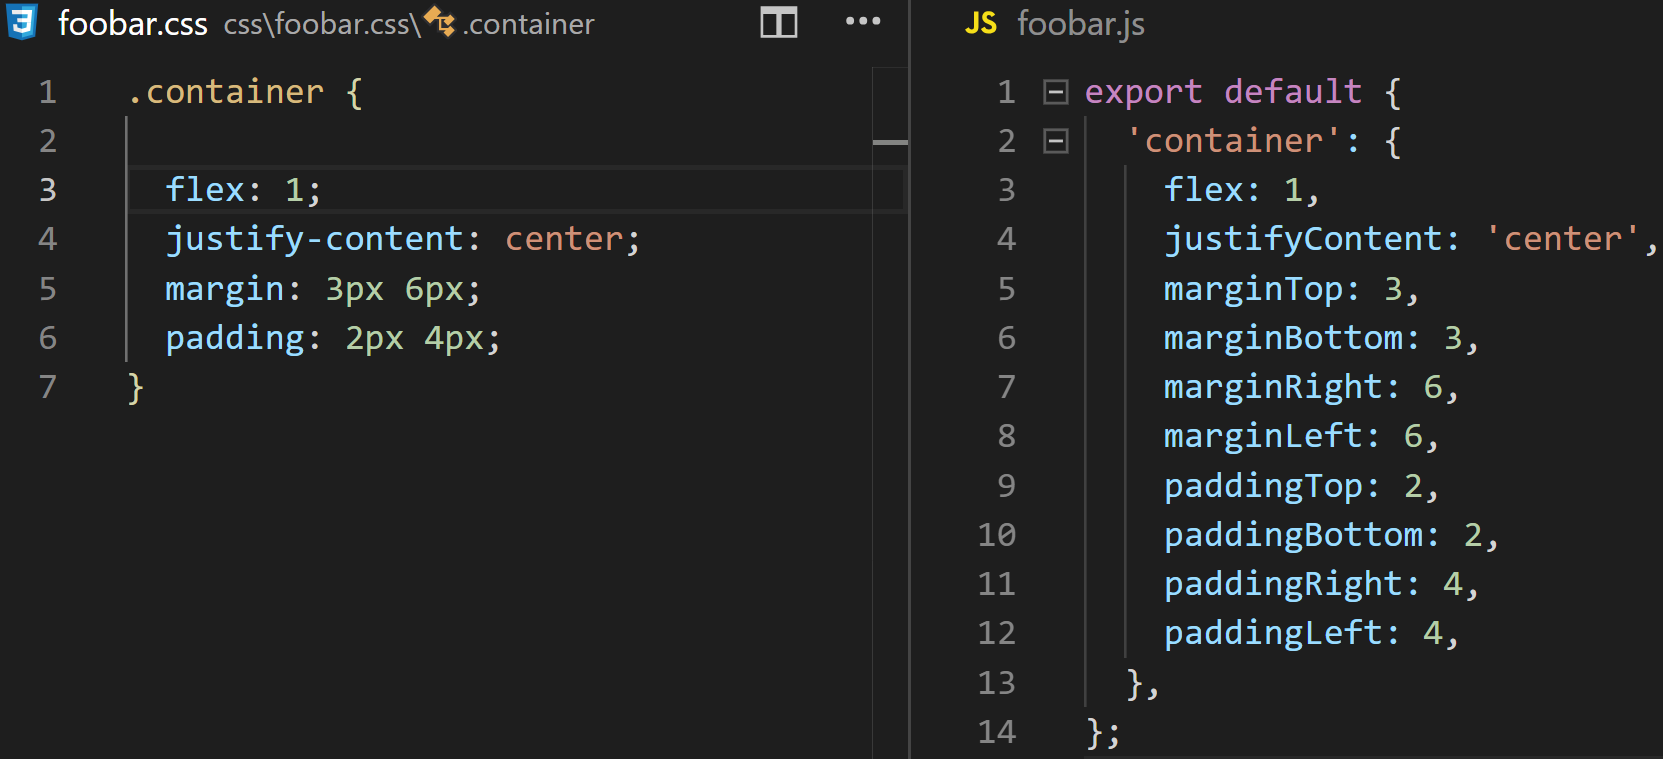 foobar.css css\foobar.css\ .container
1 .container {
2
3 flex: 1;
4 justify-content: center;
5 margin: 3px 6px;
6 padding: 2px 4px;
7 }
JS foobar.js
1 export default {
2 'container': {
3 flex: 1,
4 justifyContent: 'center',
5 marginTop: 3,
6 marginBottom: 3,
7 marginRight: 6,
8 marginLeft: 6,
9 paddingTop: 2,
10 paddingBottom: 2,
11 paddingRight: 4,
12 paddingLeft: 4,
13 },
14 };